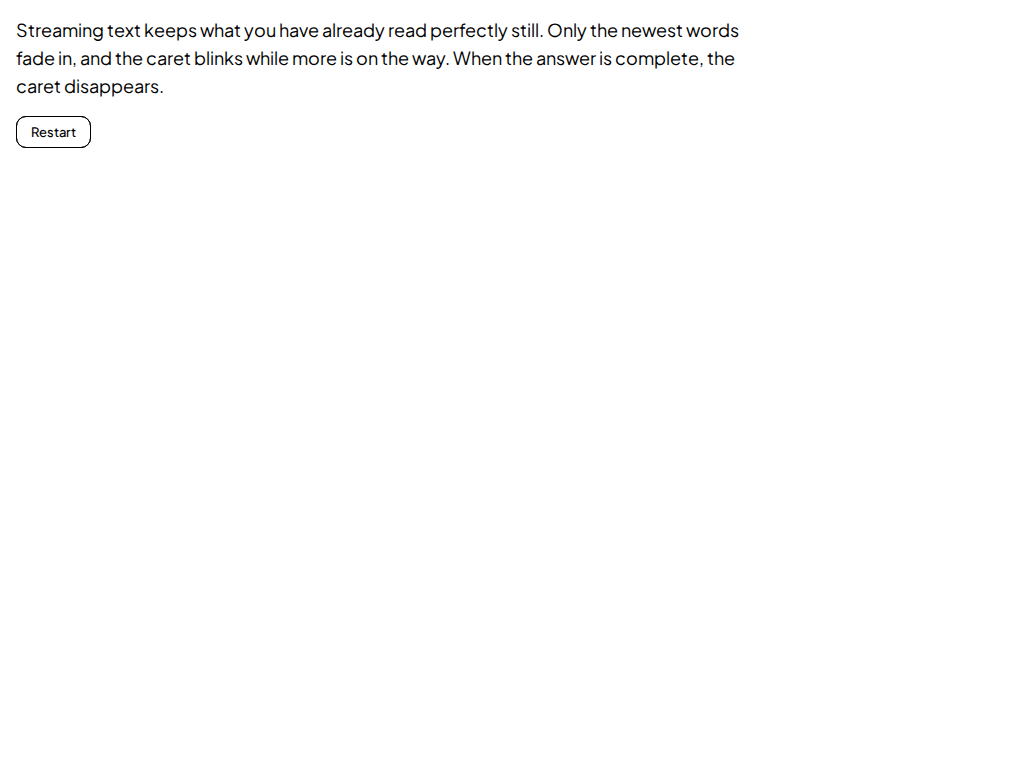 Streaming text keeps what you have already read perfectly still. Only the newest words
fade in, and the caret blinks while more is on the way. When the answer is complete, the
caret disappears.
Restart